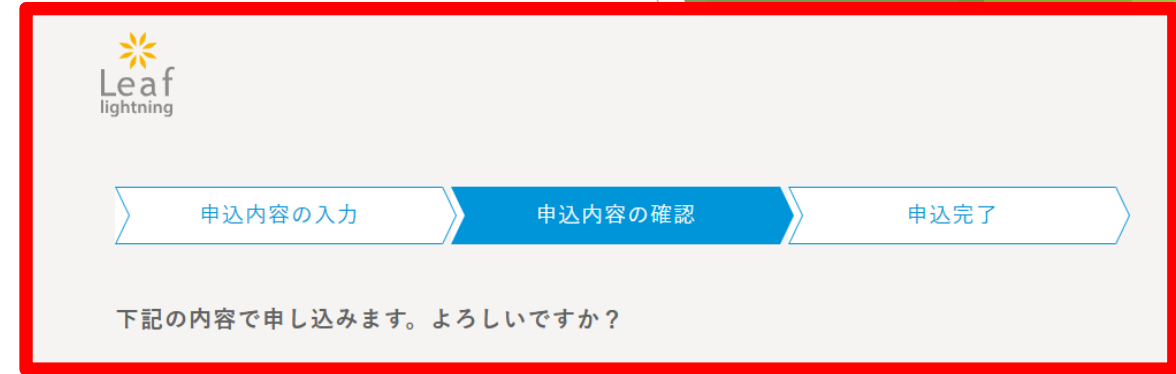 Leaf
lightning
申込内容の入力
申込内容の確認
申込完了
下記の内容で申し込みます。よろしいですか？